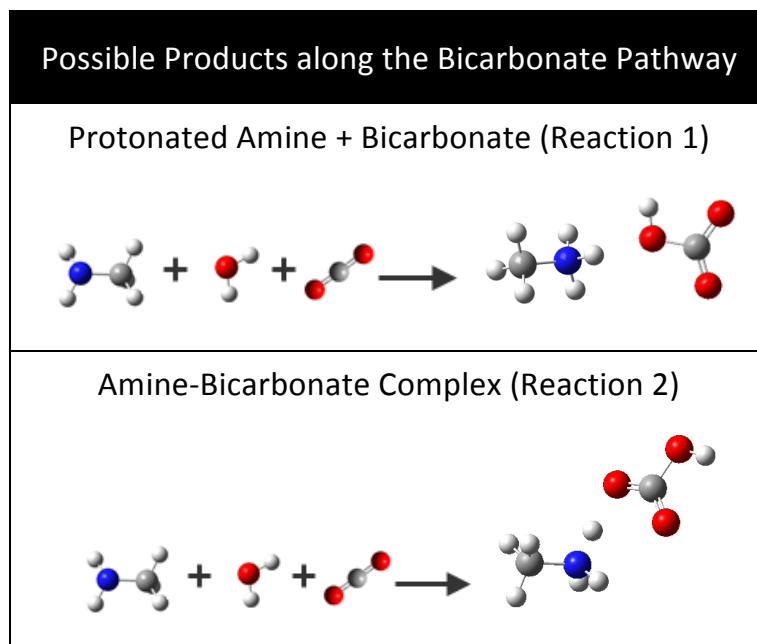 Possible Products along the Bicarbonate Pathway
Protonated Amine + Bicarbonate (Reaction 1)
+ +
Amine-Bicarbonate Complex (Reaction 2)
+ +